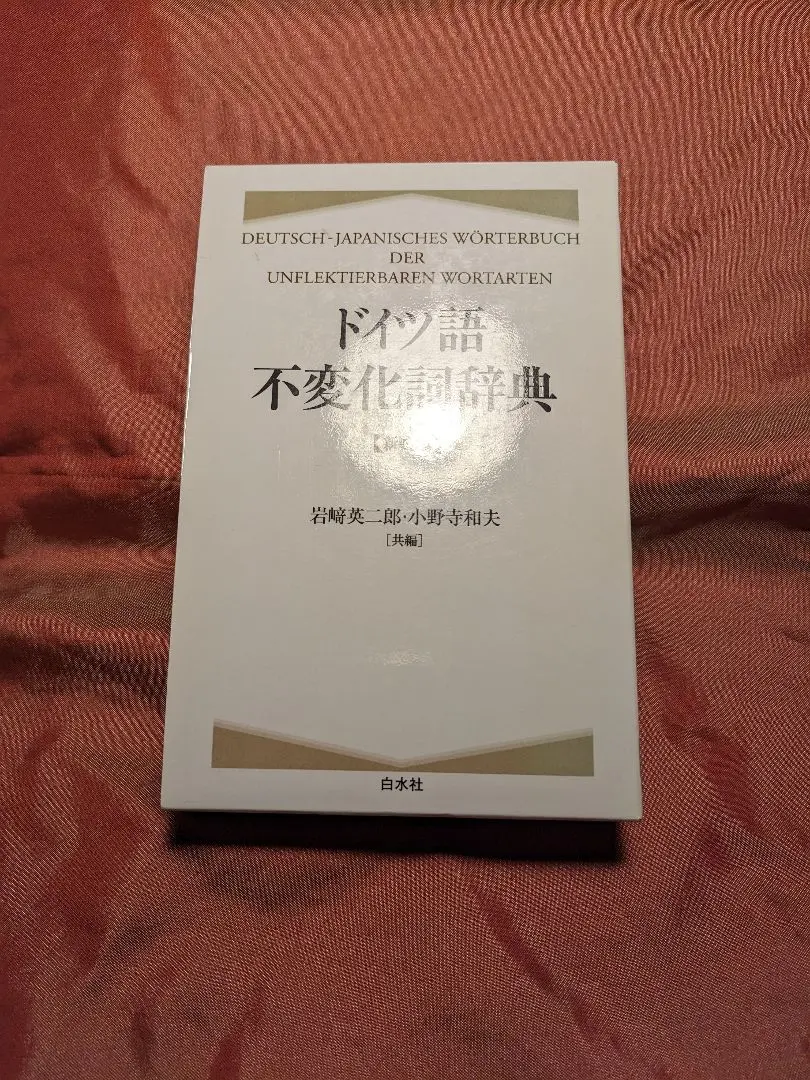 DEUTSCH-JAPANISCHES WÖRTERBUCH
DER
UNFLEKTIERBAREN WORTARTEN
ドイツ語
不変化詞辞典
岩﨑英二郎・小野寺和夫
[共編]
白水社